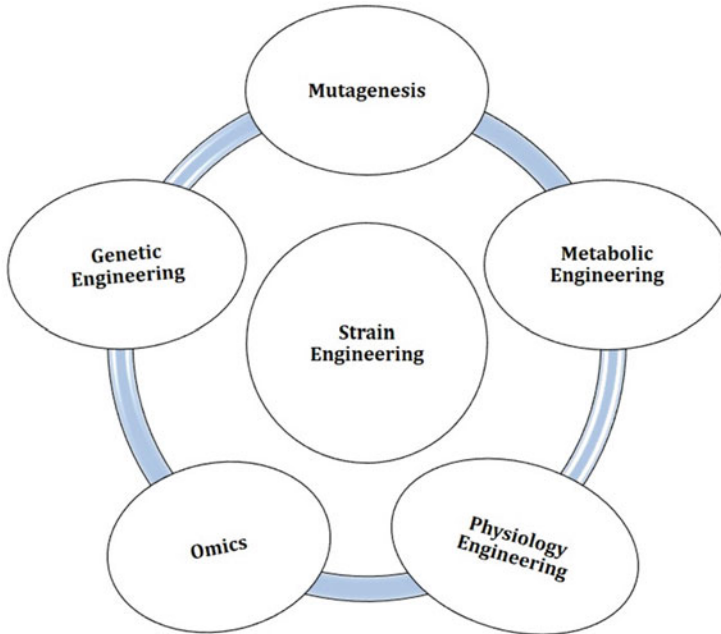 Mutagenesis
Genetic
Engineering
Metabolic
Engineering
Strain
Engineering
Omics
Physiology
Engineering